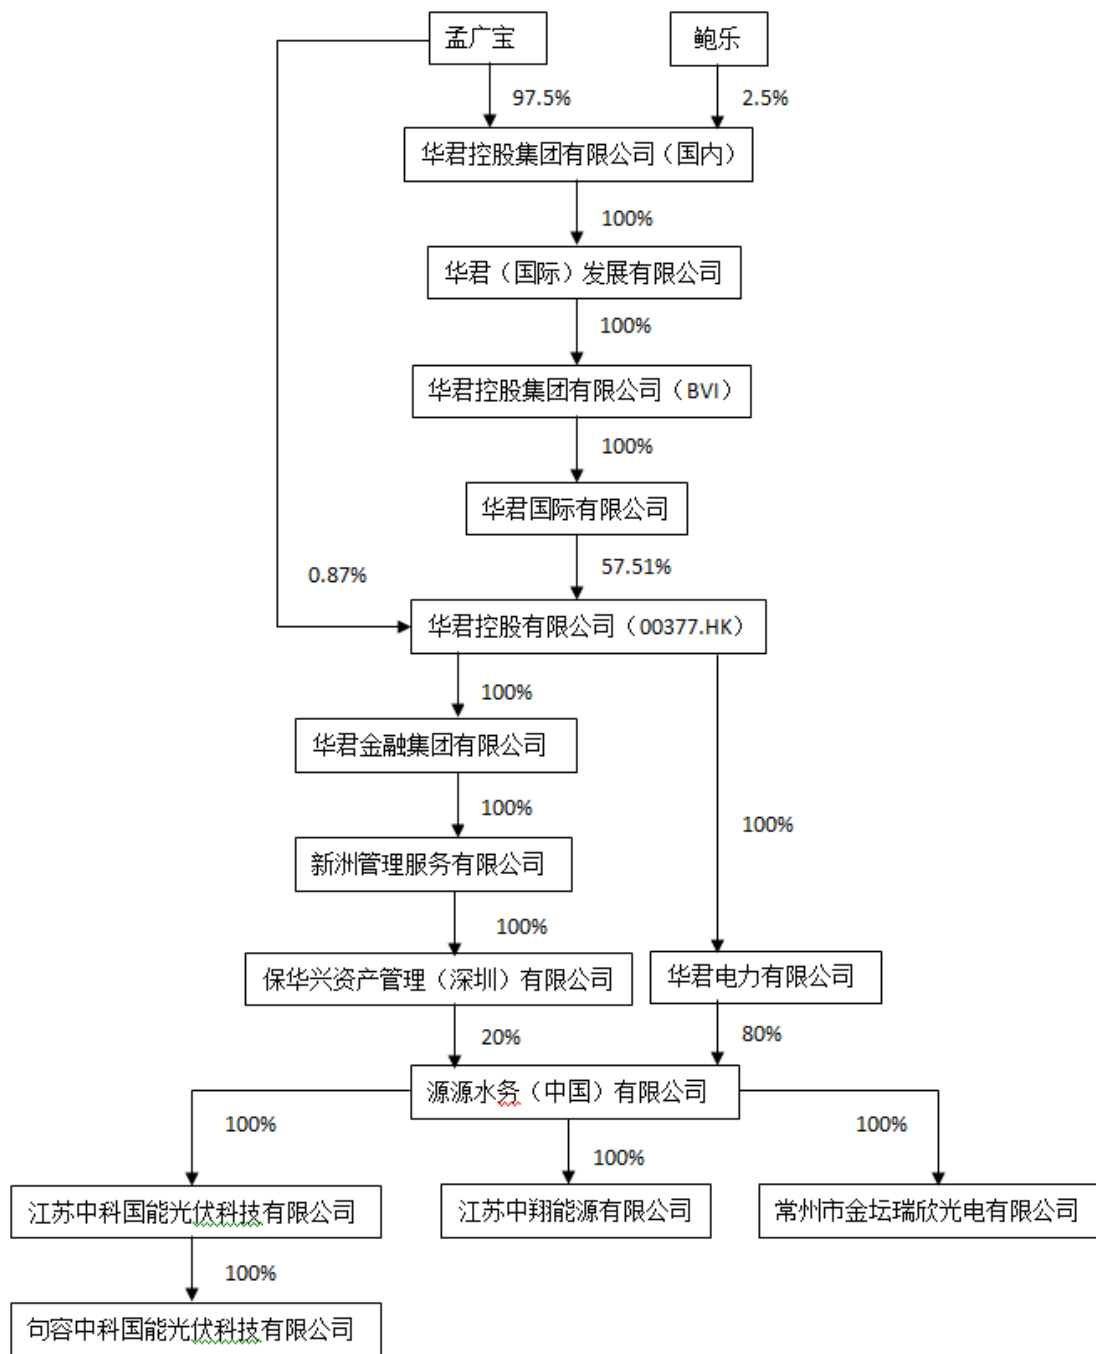 孟广宝
鲍乐
97.5%
2.5%
华君控股集团有限公司（国内）
100%
华君（国际）发展有限公司
100%
华君控股集团有限公司（BVI）
100%
华君国际有限公司
0.87%
57.51%
华君控股有限公司（00377.HK）
100%
华君金融集团有限公司
100%
100%
新洲管理服务有限公司
100%
保华兴资产管理（深圳）有限公司
华君电力有限公司
20%
80%
源源水务（中国）有限公司
100%
100%
100%
江苏中科国能光伏科技有限公司
江苏中翔能源有限公司
常州市金坛瑞欣光电有限公司
100%
句容中科国能光伏科技有限公司